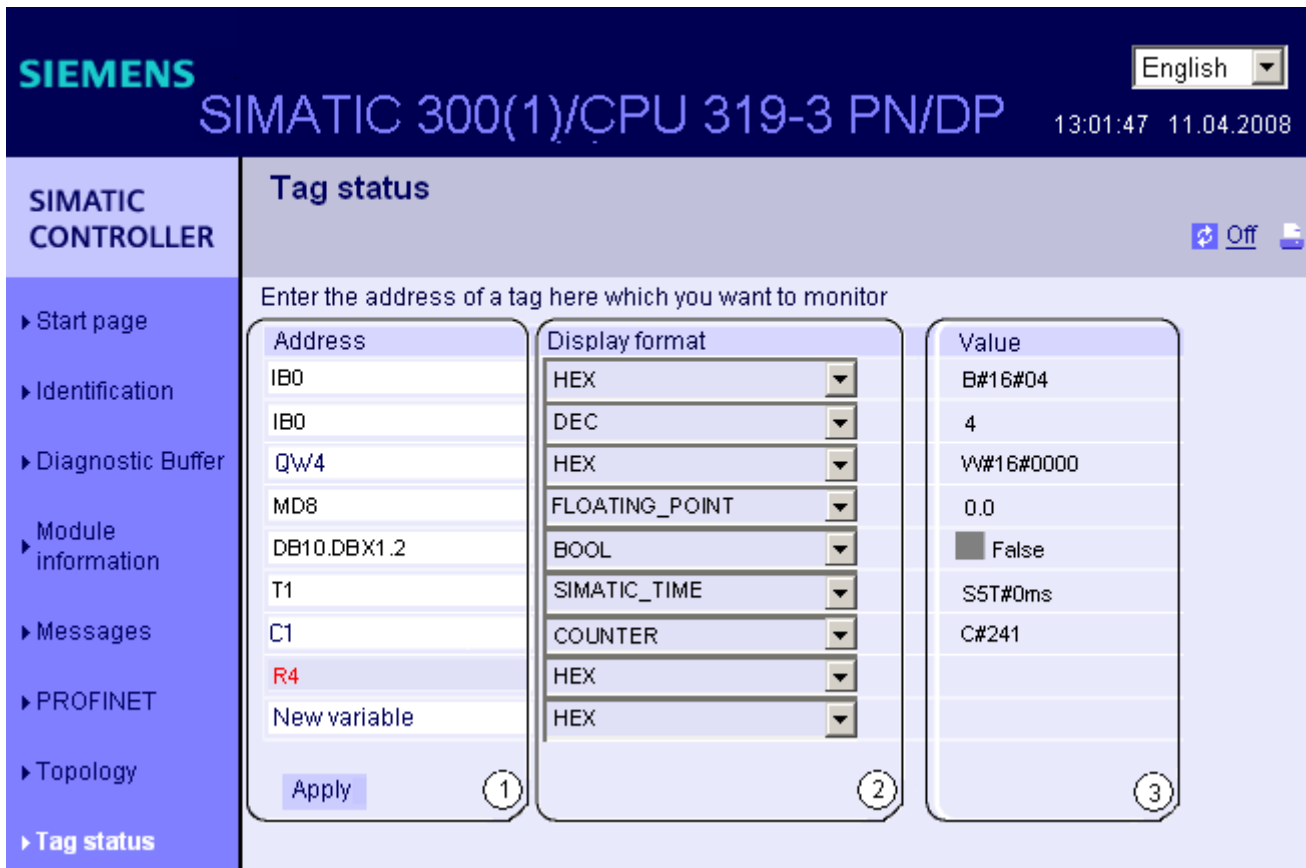 SIEMENS
English
SIMATIC 300(1)/CPU 319-3 PN/DP 13:01:47 11.04.2008
SIMATIC
CONTROLLER
Tag status
Off
Start page
Identification
Diagnostic Buffer
Module
information
Messages
PROFINET
Topology
Tag status
Enter the address of a tag here which you want to monitor
Address Display format Value
IB0 HEX B#16#04
IB0 DEC 4
QW4 HEX W#16#0000
MD8 FLOATING_POINT 0.0
DB10.DBX1.2 BOOL False
T1 SIMATIC_TIME S5T#0ms
C1 COUNTER C#241
R4 HEX
New variable HEX
Apply 1 2 3